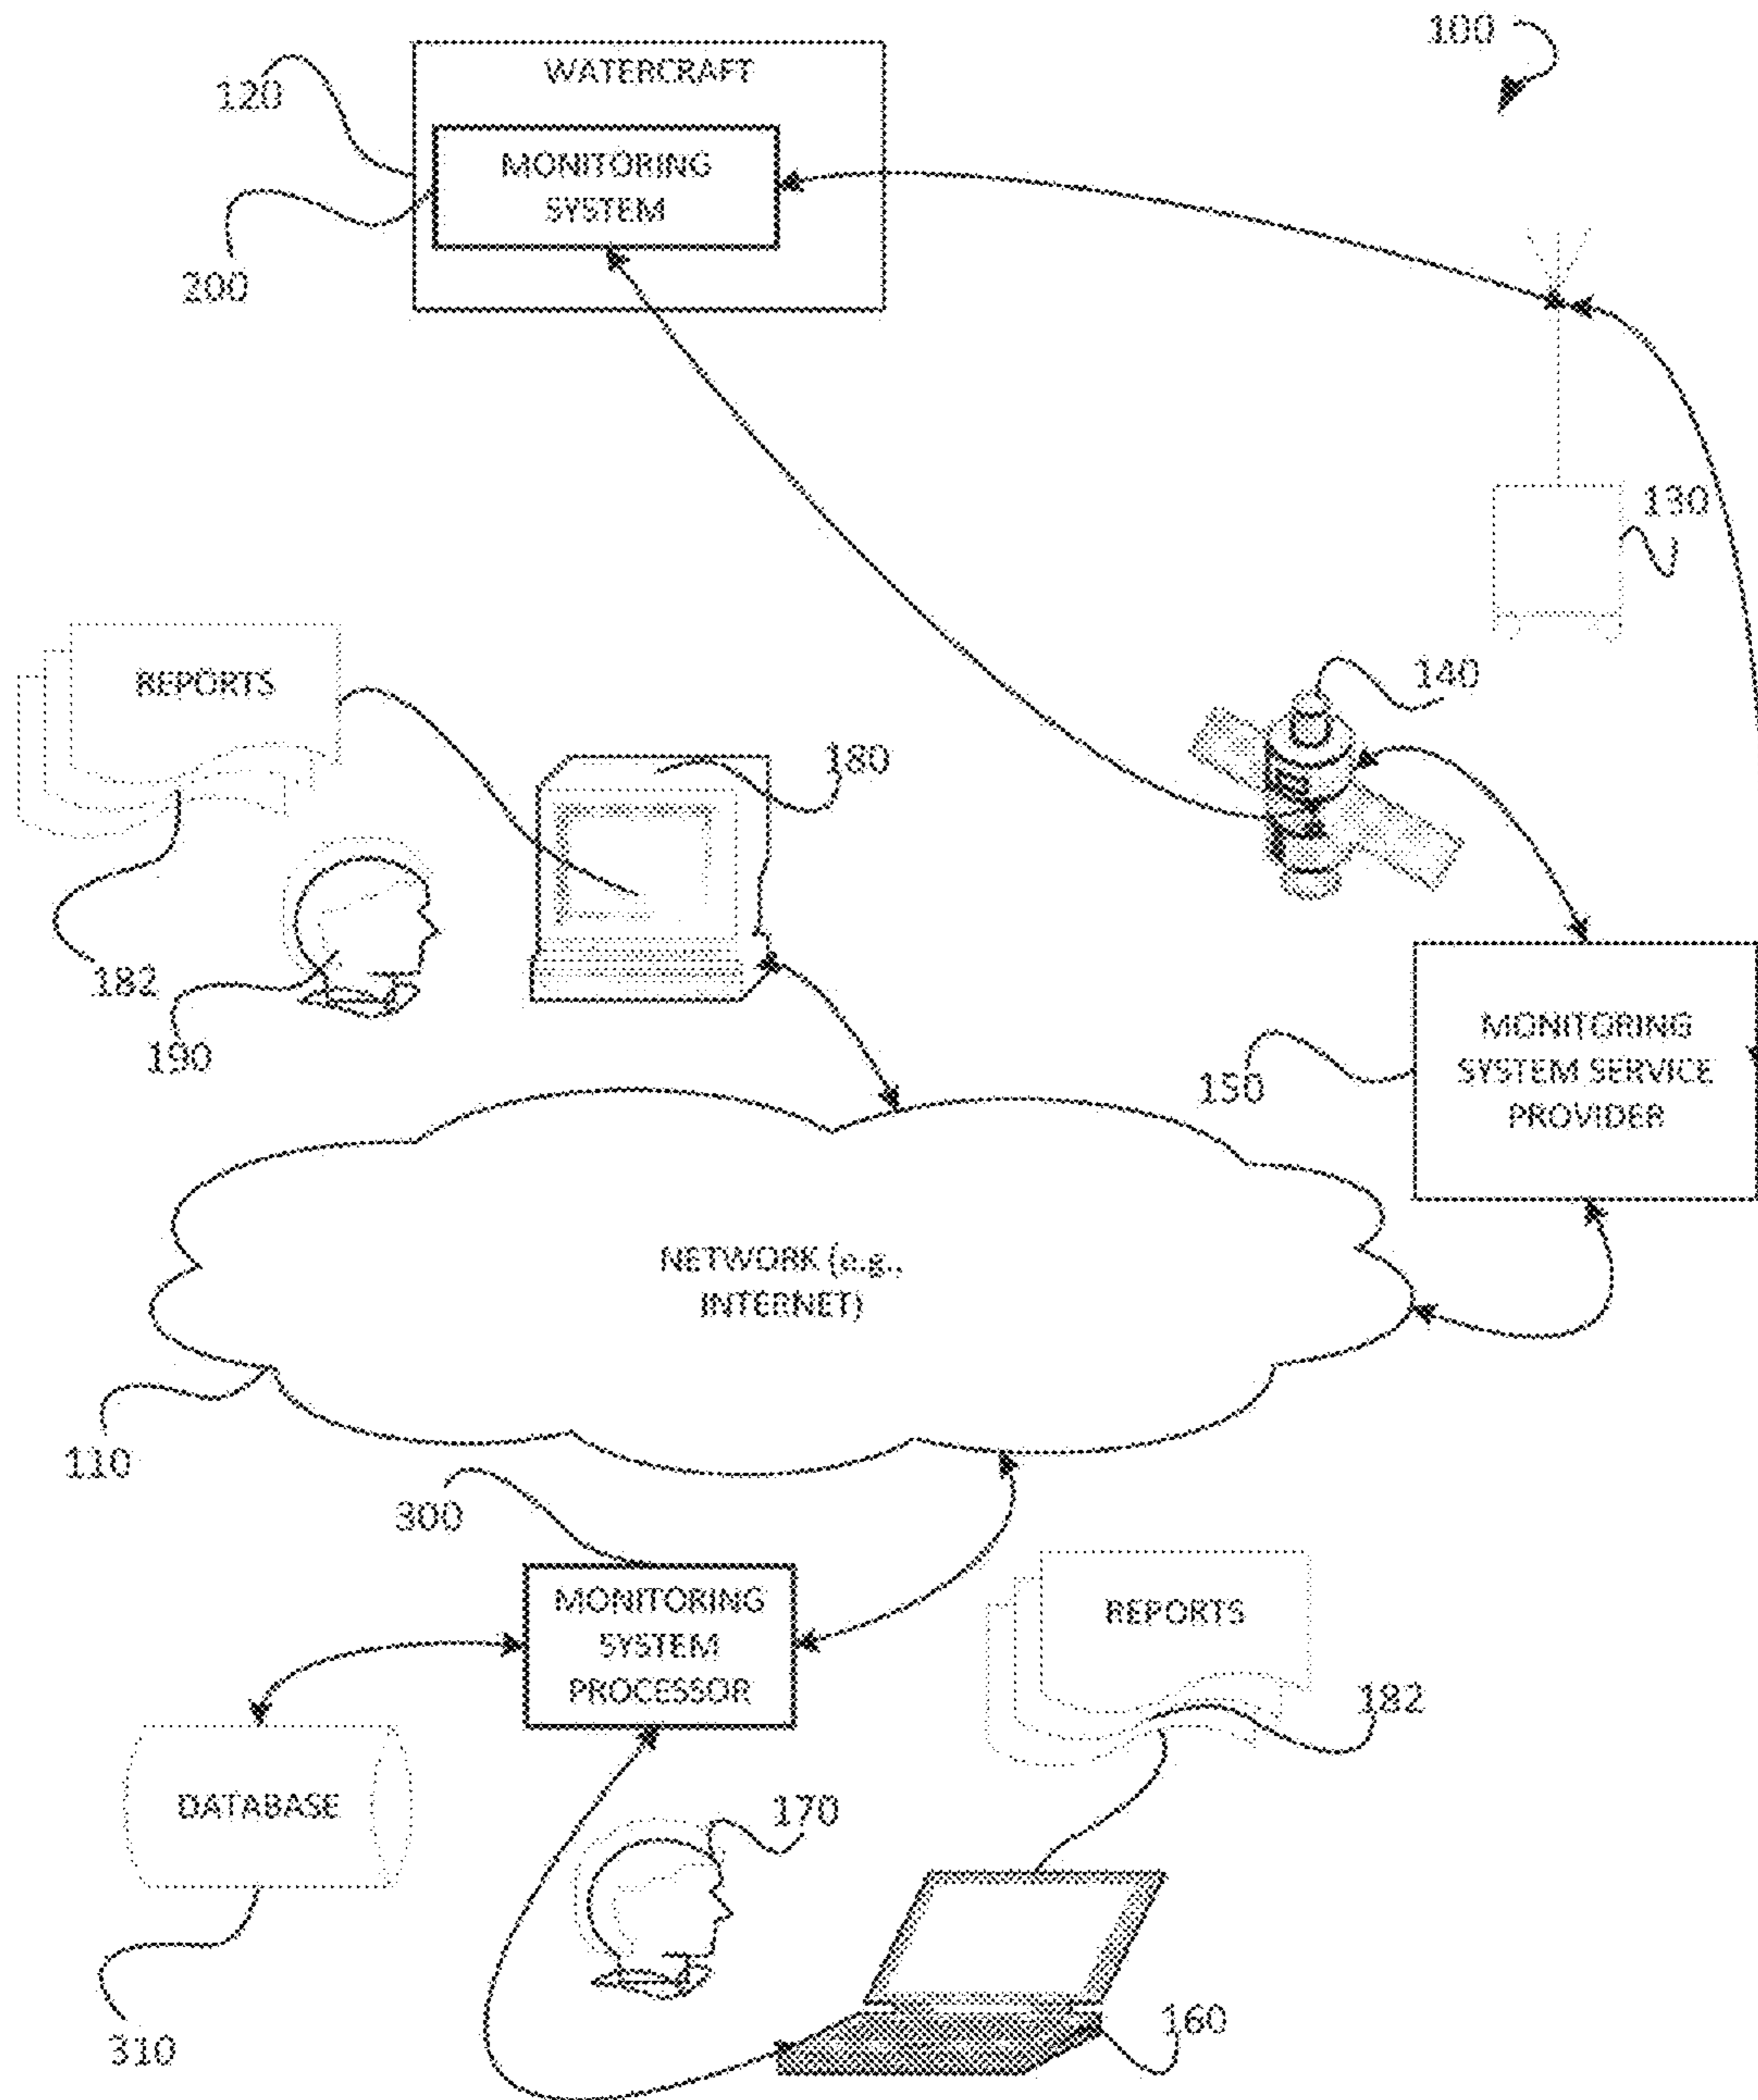 100
WATERCRAFT
120
MONITORING
SYSTEM
200
130
140
REPORTS
180
182
190
MONITORING
SYSTEM SERVICE
PROVIDER
150
NETWORK (e.g.,
INTERNET)
110
300
MONITORING
SYSTEM
PROCESSOR
REPORTS
182
DATABASE
170
310
160